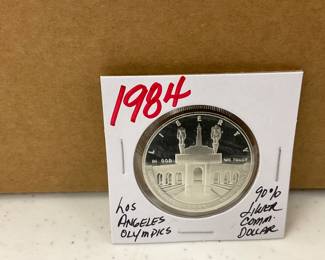 1984
LIBERTY
IN GOD WE TRUST
LOS
ANGELES
OLYMPICS
90%
SILVER
COMM.
DOLLAR